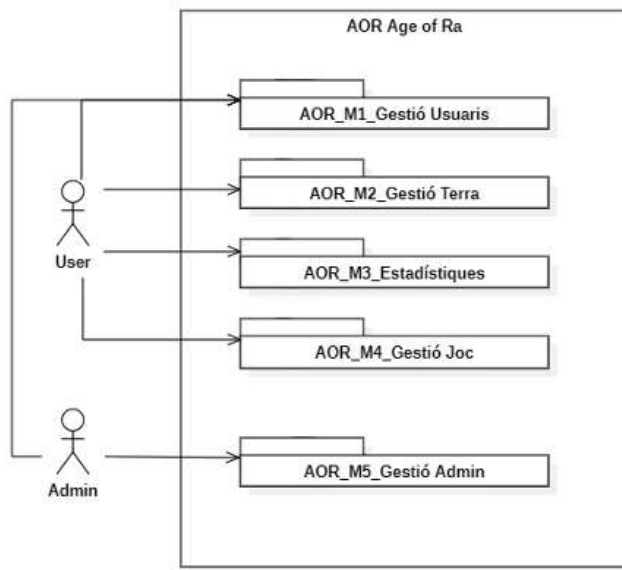 AOR Age of Ra
AOR_M1_Gestió Usuaris
AOR_M2_Gestió Terra
User
AOR_M3_Estadístiques
AOR_M4_Gestió Joc
AOR_M5_Gestió Admin
Admin